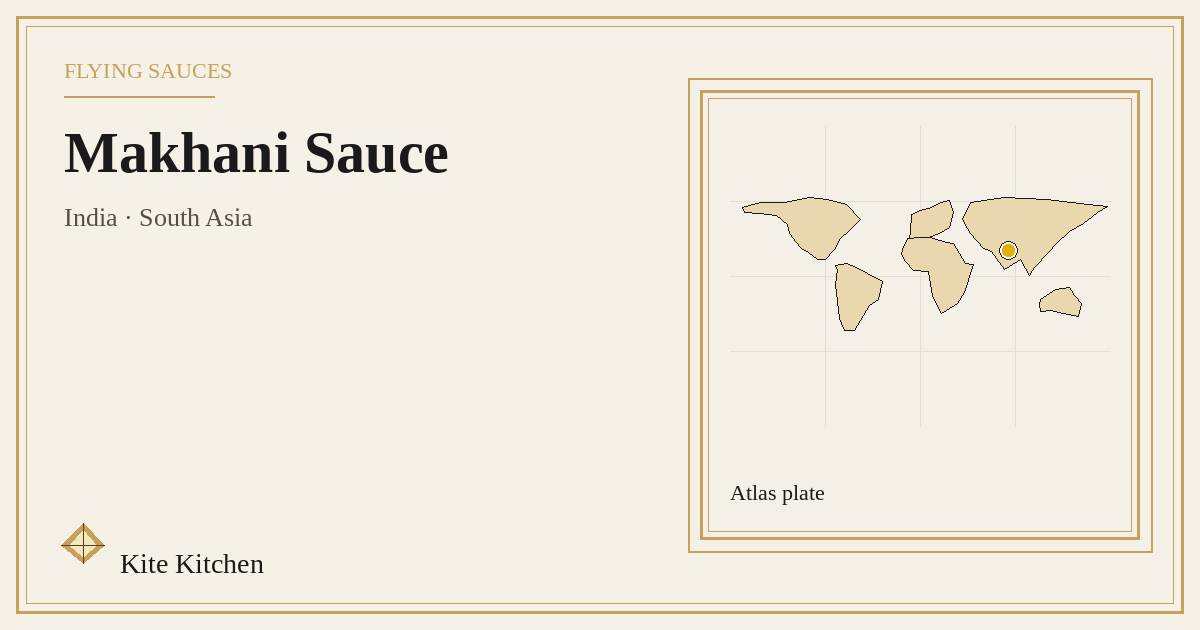 FLYING SAUCES
Makhani Sauce
India · South Asia
Atlas plate
Kite Kitchen